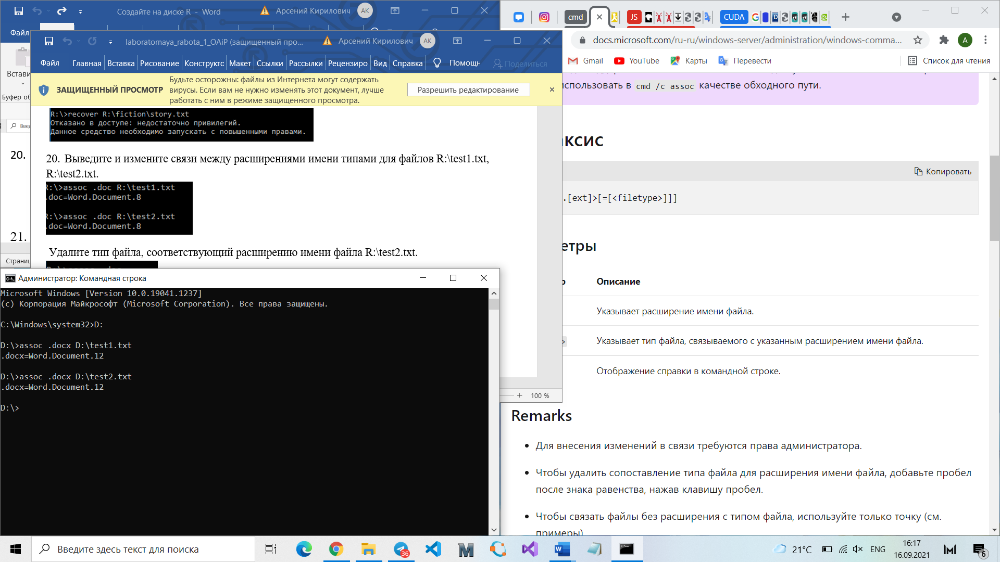 Создайте на диске R - Word
Арсений Кирилович
АК
Файл
laboratornaya_rabota_1_OAiP (защищенный про...
Арсений Кирилович
АК
Файл Главная Вставка Рисование Конструктс Макет Ссылки Рассылки Рецензиро Вид Справка Помощн Поделиться
Встави
Буфер об
ЗАЩИЩЕННЫЙ ПРОСМОТР
Будьте осторожны: файлы из Интернета могут содержать
вирусы. Если вам не нужно изменять этот документ, лучше
работать с ним в режиме защищенного просмотра.
Разрешить редактирование
Введ
R:\>recover R:\fiction\story.txt
Отказано в доступе: недостаточно привилегий.
Данное средство необходимо запускать с повышенными правами.
20.
20. Выведите и измените связи между расширениями имени типами для файлов R:\test1.txt,
R:\test2.txt.
R:\>assoc .doc R:\test1.txt
.doc=Word.Document.8
R:\>assoc .doc R:\test2.txt
.doc=Word.Document.8
21.
Удалите тип файла, соответствующий расширению имени файла R:\test2.txt.
Страниц
100 %
Администратор: Командная строка
Microsoft Windows [Version 10.0.19041.1237]
(c) Корпорация Майкрософт (Microsoft Corporation). Все права защищены.
C:\Windows\system32>D:
D:\>assoc .docx D:\test1.txt
.docx=Word.Document.12
D:\>assoc .docx D:\test2.txt
.docx=Word.Document.12
D:\>
cmd
JS
CUDA
docs.microsoft.com/ru-ru/windows-server/administration/windows-comma...
A
Gmail YouTube Карты Перевести Список для чтения
использовать в cmd /c assoc качестве обходного пути.
аксис
Копировать
.[ext]>[=[<filetype>]]]
етры
р Описание
Указывает расширение имени файла.
> Указывает тип файла, связываемого с указанным расширением имени файла.
Отображение справки в командной строке.
Remarks
• Для внесения изменений в связи требуются права администратора.
• Чтобы удалить сопоставление типа файла для расширения имени файла, добавьте пробел
после знака равенства, нажав клавишу пробел.
• Чтобы связать файлы без расширения с типом файла, используйте только точку (см.
примеры)
Введите здесь текст для поиска
36
21°C
ENG
16:17
16.09.2021
6